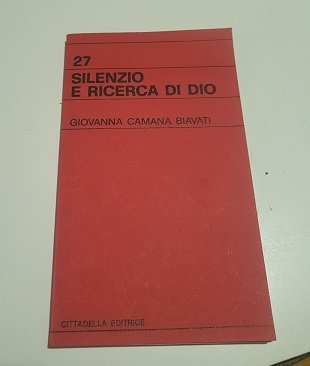 27
SILENZIO
E RICERCA DI DIO
GIOVANNA CAMANA BIAVATI
CITTADELLA EDITRICE